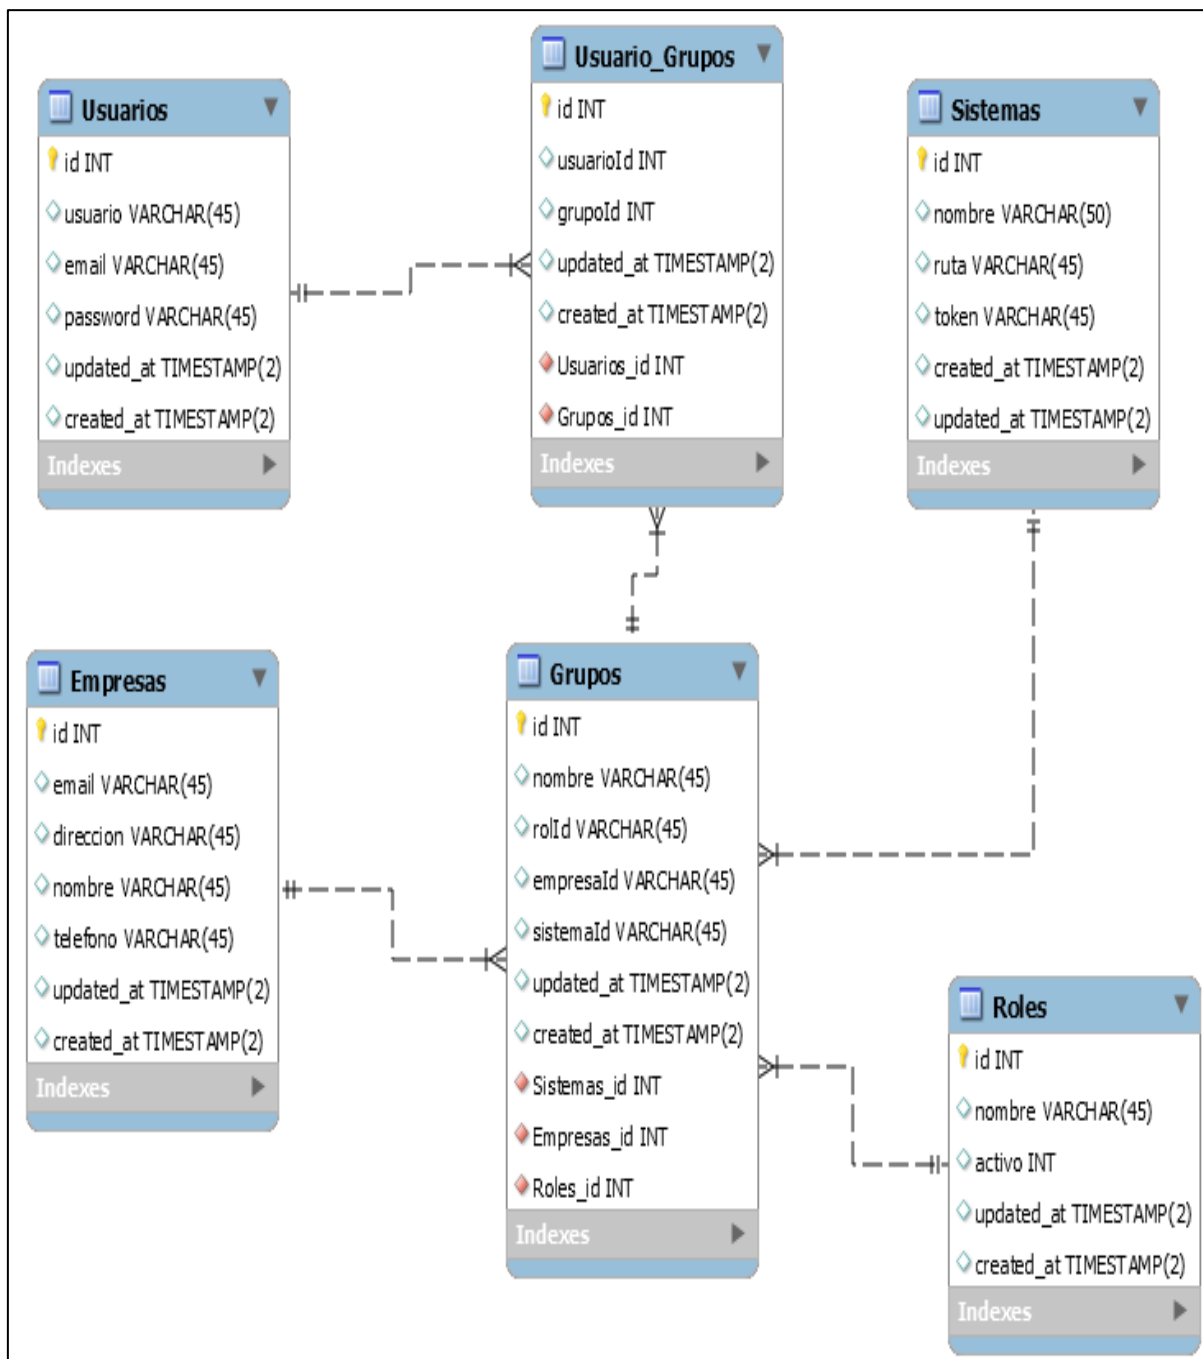 Usuarios
id INT
usuario VARCHAR(45)
email VARCHAR(45)
password VARCHAR(45)
updated_at TIMESTAMP(2)
created_at TIMESTAMP(2)
Indexes
Usuario_Grupos
id INT
usuarioId INT
grupoId INT
updated_at TIMESTAMP(2)
created_at TIMESTAMP(2)
Usuarios_id INT
Grupos_id INT
Indexes
Sistemas
id INT
nombre VARCHAR(50)
ruta VARCHAR(45)
token VARCHAR(45)
created_at TIMESTAMP(2)
updated_at TIMESTAMP(2)
Indexes
Empresas
id INT
email VARCHAR(45)
direccion VARCHAR(45)
nombre VARCHAR(45)
telefono VARCHAR(45)
updated_at TIMESTAMP(2)
created_at TIMESTAMP(2)
Indexes
Grupos
id INT
nombre VARCHAR(45)
rolId VARCHAR(45)
empresaId VARCHAR(45)
sistemaId VARCHAR(45)
updated_at TIMESTAMP(2)
created_at TIMESTAMP(2)
Sistemas_id INT
Empresas_id INT
Roles_id INT
Indexes
Roles
id INT
nombre VARCHAR(45)
activo INT
updated_at TIMESTAMP(2)
created_at TIMESTAMP(2)
Indexes